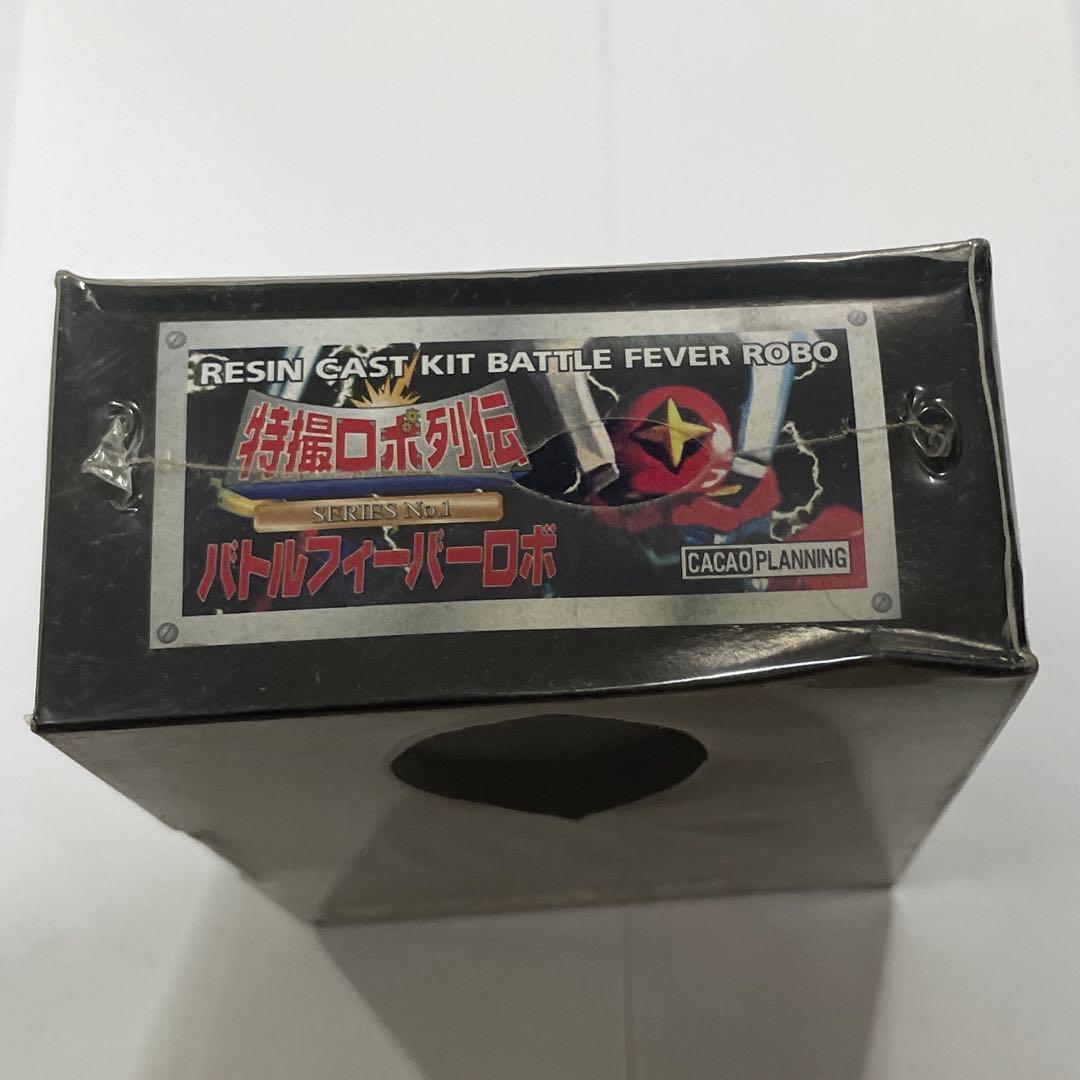 RESIN CAST KIT BATTLE FEVER ROBO
特撮ロボ列伝
SERIES No.1
バトルフィーバーロボ
CACAO PLANNING